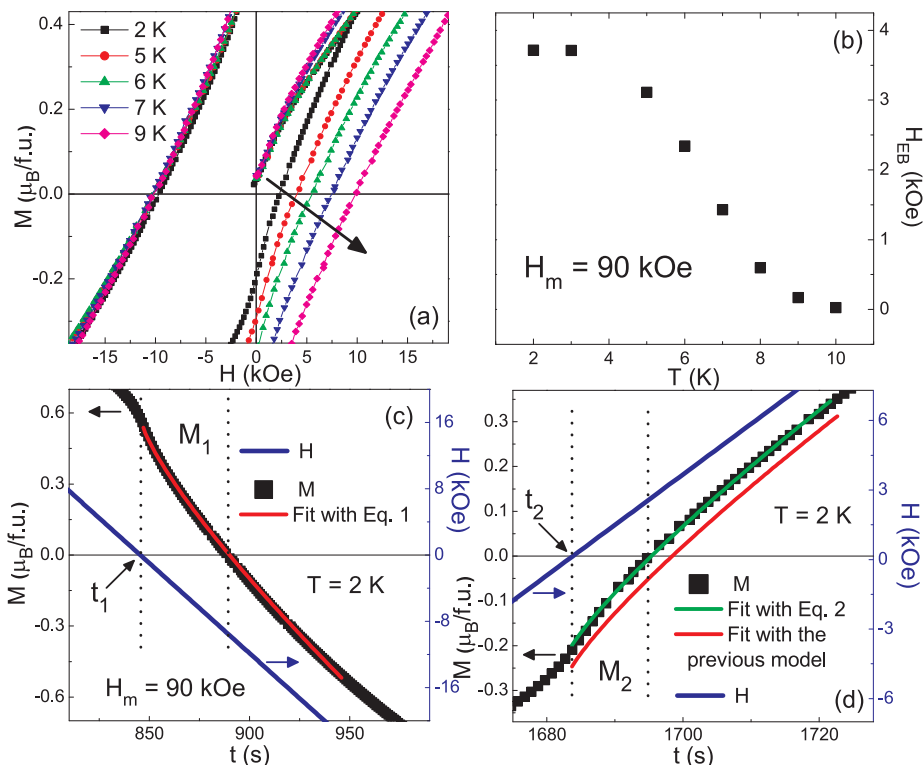 0.4
0.2
0.0
-0.2
M (μB/f.u.)
2 K
5 K
6 K
7 K
9 K
(a)
-15 -10 -5 0 5 10 15
H (kOe)
(b)
4
3
2
1
0
HEB (kOe)
Hm = 90 kOe
2 4 6 8 10
T (K)
0.6
0.3
0.0
-0.3
-0.6
M (μB/f.u.)
(c)
M1
H
M
Fit with Eq. 1
t1
T = 2 K
Hm = 90 kOe
16
8
0
-8
-16
H (kOe)
850 900 950
t (s)
0.3
0.2
0.1
0.0
-0.1
-0.2
-0.3
M (μB/f.u.)
t2
T = 2 K
M
Fit with Eq. 2
Fit with the
previous model
H
M2
(d)
6
3
0
-3
-6
H (kOe)
1680 1700 1720
t (s)